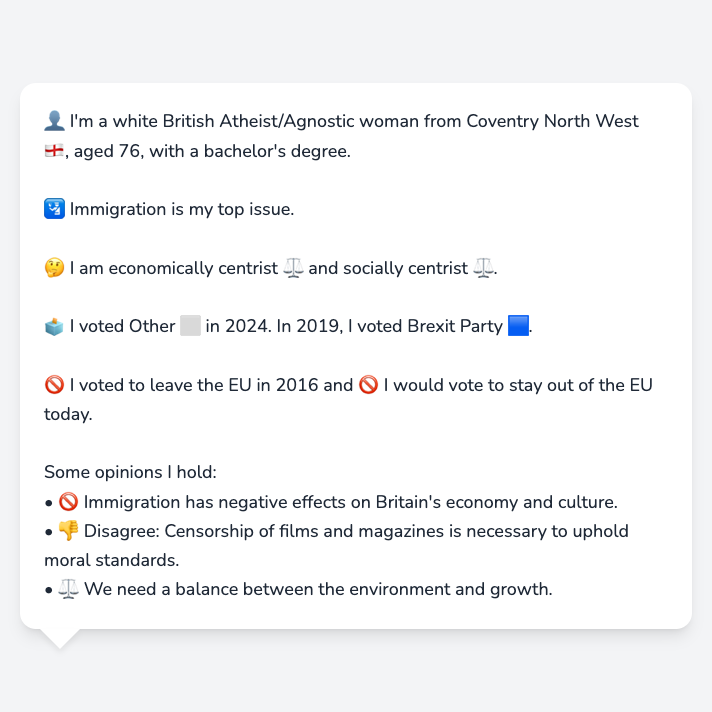 👤 I'm a white British Atheist/Agnostic woman from Coventry North West
🏴󠁧󠁢󠁥󠁮󠁧󠁿, aged 76, with a bachelor's degree.
🛂 Immigration is my top issue.
🤔 I am economically centrist ⚖️ and socially centrist ⚖️.
🗳️ I voted Other ⬜ in 2024. In 2019, I voted Brexit Party 🟦.
🚫 I voted to leave the EU in 2016 and 🚫 I would vote to stay out of the EU
today.
Some opinions I hold:
• 🚫 Immigration has negative effects on Britain's economy and culture.
• 👎 Disagree: Censorship of films and magazines is necessary to uphold
moral standards.
• ⚖️ We need a balance between the environment and growth.